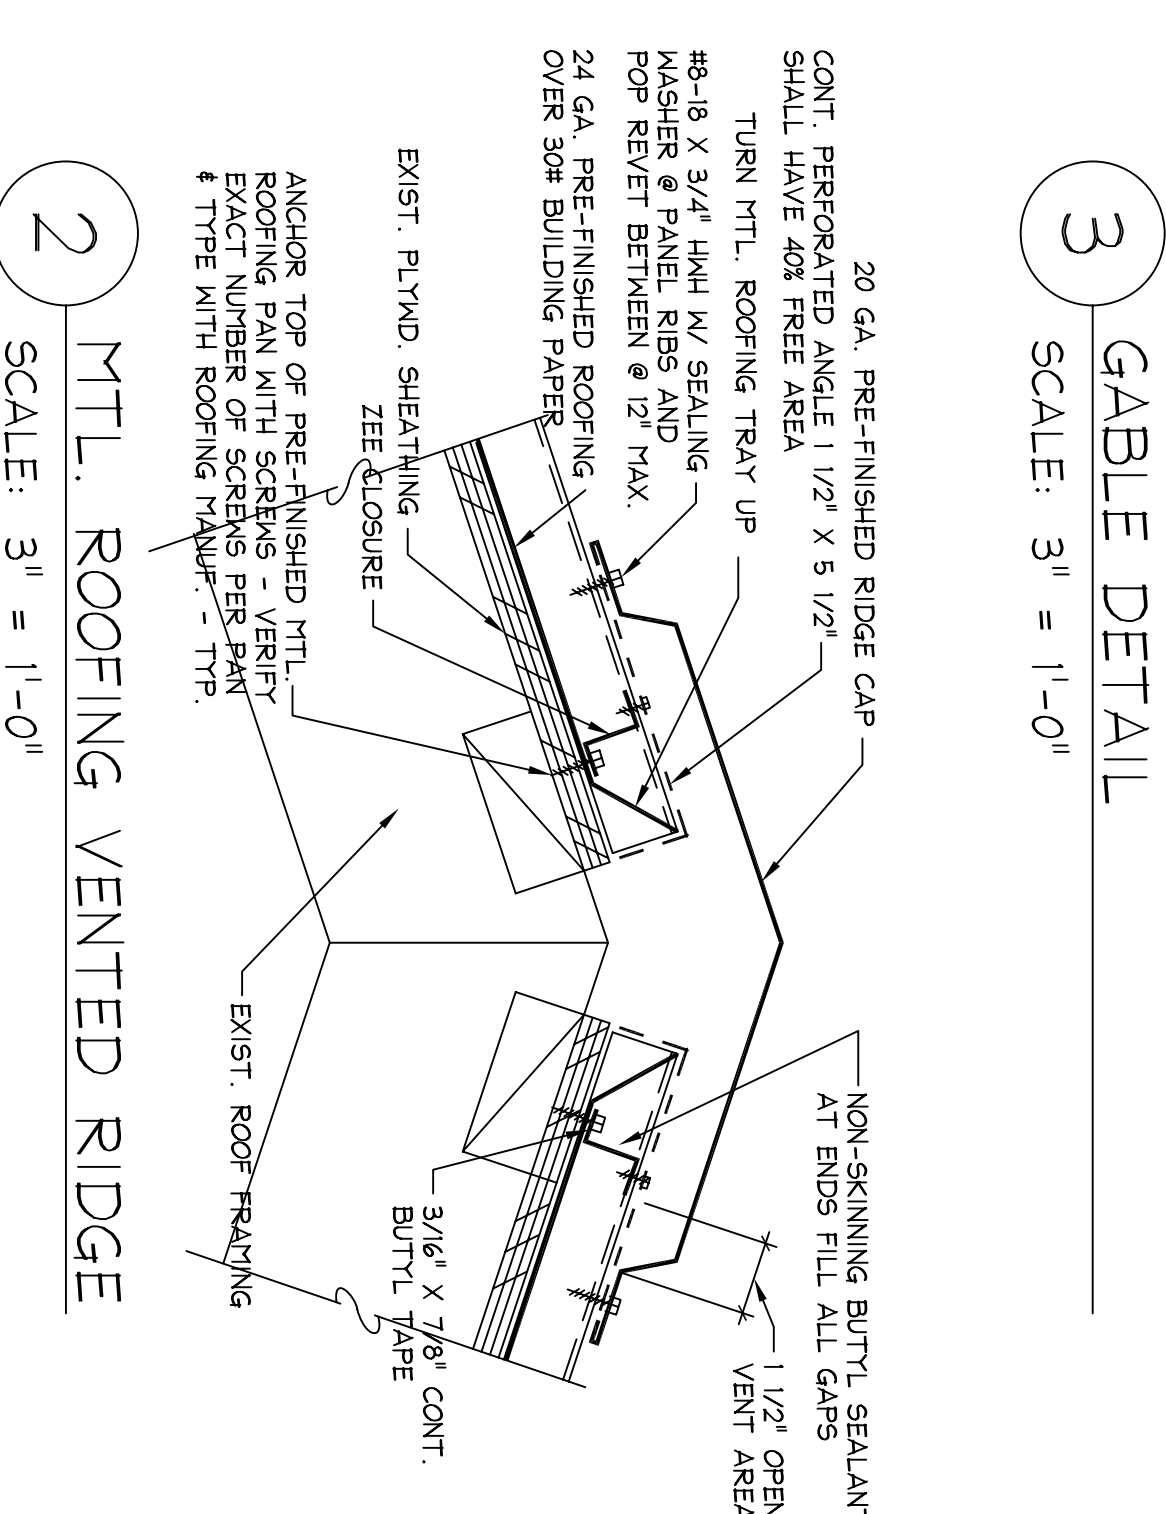 3
GABLE DETAIL
SCALE: 3" = 1'-0"
20 GA. PRE-FINISHED RIDGE CAP
CONT. PERFORATED ANGLE 1 1/2" X 5 1/2"
SHALL HAVE 40% FREE AREA
TURN MTL. ROOFING TRAY UP
#8-18 X 3/4" HWH W/ SEALING
WASHER @ PANEL RIBS AND
POP REVET BETWEEN @ 12" MAX.
24 GA. PRE-FINISHED ROOFING
OVER 30# BUILDING PAPER
EXIST. PLYWD. SHEATHING
ZEE CLOSURE
ANCHOR TOP OF PRE-FINISHED MTL.
ROOFING PAN WITH SCREWS - VERIFY
EXACT NUMBER OF SCREWS PER PAN
& TYPE WITH ROOFING MANUF. - TYP.
NON-SKINNING BUTYL SEALANT
AT ENDS FILL ALL GAPS
1 1/2" OPEN
VENT AREA
3/16" X 7/8" CONT.
BUTYL TAPE
EXIST. ROOF FRAMING
2
MTL. ROOFING VENTED RIDGE
SCALE: 3" = 1'-0"